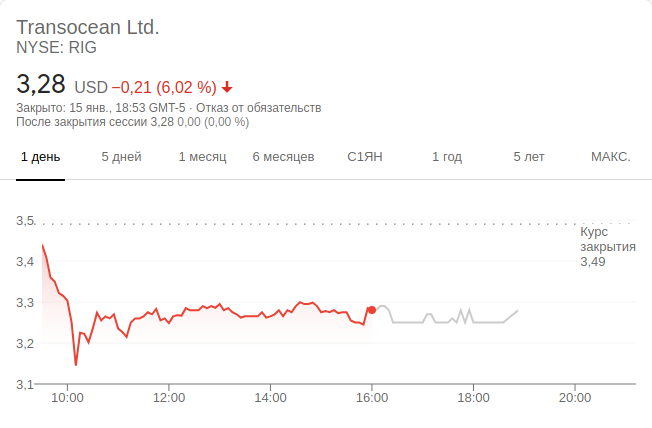 Transocean Ltd.
NYSE: RIG
3,28 USD −0,21 (6,02 %)
Закрыто: 15 янв., 18:53 GMT-5 · Отказ от обязательств
После закрытия сессии 3,28 0,00 (0,00 %)
1 день 5 дней 1 месяц 6 месяцев С1ЯН 1 год 5 лет МАКС.
3,5
Курс
закрытия
3,49
3,4
3,3
3,2
3,1
10:00 12:00 14:00 16:00 18:00 20:00